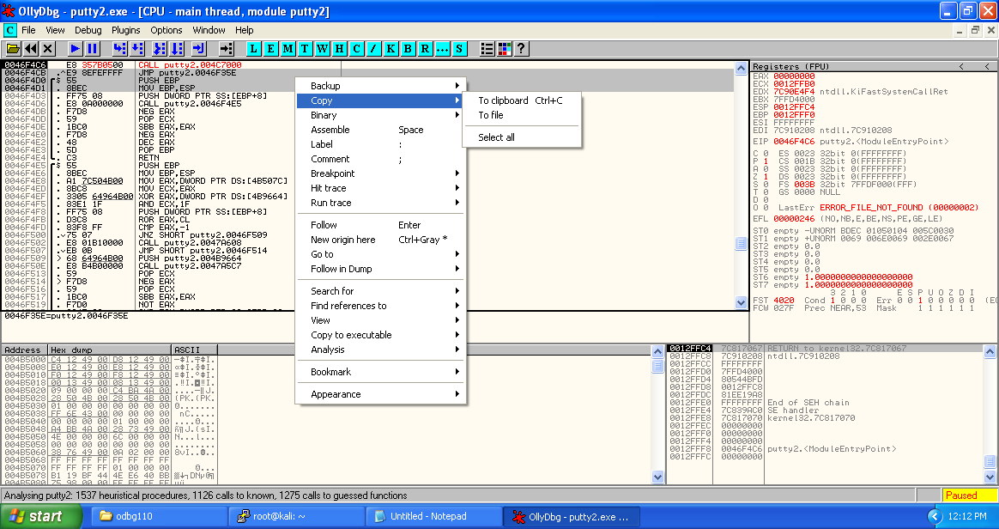 OllyDbg - putty2.exe - [CPU - main thread, module putty2]
C File View Debug Plugins Options Window Help
L E M T W H C / K B R ... S ?
0046F4C6 E8 357B0500 CALL putty2.004C7000
0046F4CB .^E9 8EFEFFFF JMP putty2.0046F35E
0046F4D0 $ 55 PUSH EBP
0046F4D1 . 8BEC MOV EBP,ESP
0046F4D3 . FF75 08 PUSH DWORD PTR SS:[EBP+8]
0046F4D6 . E8 0A000000 CALL putty2.0046F4E5
0046F4DB . F7D8 NEG EAX
0046F4DD . 59 POP ECX
0046F4DE . 1BC0 SBB EAX,EAX
0046F4E0 . F7D8 NEG EAX
0046F4E2 . 48 DEC EAX
0046F4E3 . 5D POP EBP
0046F4E4 . C3 RETN
0046F4E5 $ 55 PUSH EBP
0046F4E6 . 8BEC MOV EBP,ESP
0046F4E8 . A1 7C504B00 MOV EAX,DWORD PTR DS:[4B507C]
0046F4ED . 8BC8 MOV ECX,EAX
0046F4EF . 3305 64964B00 XOR EAX,DWORD PTR DS:[4B9664]
0046F4F5 . 83E1 1F AND ECX,1F
0046F4F8 . FF75 08 PUSH DWORD PTR SS:[EBP+8]
0046F4FB . D3C8 ROR EAX,CL
0046F4FD . 83F8 FF CMP EAX,-1
0046F500 .v75 07 JNZ SHORT putty2.0046F509
0046F502 . E8 01B10000 CALL putty2.0047A608
0046F507 .vEB 0B JMP SHORT putty2.0046F514
0046F509 > 68 64964B00 PUSH putty2.004B9664
0046F50E . E8 B4B00000 CALL putty2.0047A5C7
0046F513 . 59 POP ECX
0046F514 > F7D8 NEG EAX
0046F516 . 59 POP ECX
0046F517 . 1BC0 SBB EAX,EAX
0046F519 . F7D0 NOT EAX
0046F35E=putty2.0046F35E
Backup
Copy
Binary
Assemble Space
Label :
Comment ;
Breakpoint
Hit trace
Run trace
Follow Enter
New origin here Ctrl+Gray *
Go to
Follow in Dump
Search for
Find references to
View
Copy to executable
Analysis
Bookmark
Appearance
To clipboard Ctrl+C
To file
Select all
Registers (FPU) < <
EAX 00000000
ECX 0012FFB0
EDX 7C90E4F4 ntdll.KiFastSystemCallRet
EBX 7FFD4000
ESP 0012FFC4
EBP 0012FFF0
ESI FFFFFFFF
EDI 7C910208 ntdll.7C910208
EIP 0046F4C6 putty2.<ModuleEntryPoint>
C 0 ES 0023 32bit 0(FFFFFFFF)
P 1 CS 001B 32bit 0(FFFFFFFF)
A 0 SS 0023 32bit 0(FFFFFFFF)
Z 1 DS 0023 32bit 0(FFFFFFFF)
S 0 FS 003B 32bit 7FFDF000(FFF)
T 0 GS 0000 NULL
D 0
O 0 LastErr ERROR_FILE_NOT_FOUND (00000002)
EFL 00000246 (NO,NB,E,BE,NS,PE,GE,LE)
ST0 empty -UNORM BDEC 01050104 005C0030
ST1 empty +UNORM 0069 006E0069 002E0067
ST2 empty 0.0
ST3 empty 0.0
ST4 empty 0.0
ST5 empty 0.0
ST6 empty 1.0000000000000000000
ST7 empty 1.0000000000000000000
3 2 1 0 E S P U O Z D I
FST 4020 Cond 1 0 0 0 Err 0 0 1 0 0 0 0 0 (EQ
FCW 027F Prec NEAR,53 Mask 1 1 1 1 1 1
Address Hex dump ASCII
004B5000 C4 12 49 00 D8 12 49 00
004B5008 E0 12 49 00 E8 12 49 00
004B5010 F0 12 49 00 F8 12 49 00
004B5018 00 13 49 00 08 13 49 00
004B5020 09 00 00 00 C4 BA 4A 00
004B5028 28 50 4B 00 28 50 4B 00 (PK.(PK.
004B5030 01 00 00 00 00 00 00 00
004B5038 FF 6E 43 00 00 00 00 00 nC.....
004B5040 00 00 00 00 01 00 00 00
004B5048 A4 BB 4A 00 28 73 49 00 ñ╗J.(sI.
004B5050 4E 00 00 00 6C 00 00 00 N...l...
004B5058 00 00 00 00 00 00 00 00 ........
004B5060 38 76 49 00 0A 02 00 00
004B5068 FF FF FF FF FF FF FF FF
004B5070 FF FF FF FF 01 00 00 00
004B5078 B1 19 BF 44 4E E6 40 BB
0012FFC4 7C817067 RETURN to kernel32.7C817067
0012FFC8 7C910208 ntdll.7C910208
0012FFCC FFFFFFFF
0012FFD0 7FFD4000
0012FFD4 80544BFD
0012FFD8 0012FFC8
0012FFDC 81EE19A8
0012FFE0 FFFFFFFF End of SEH chain
0012FFE4 7C839AC0 SE handler
0012FFE8 7C817070 kernel32.7C817070
0012FFEC 00000000
0012FFF0 00000000
0012FFF4 00000000
0012FFF8 0046F4C6 putty2.<ModuleEntryPoint>
0012FFFC 00000000
Analysing putty2: 1537 heuristical procedures, 1126 calls to known, 1275 calls to guessed functions
Paused
start
odbg110
root@kali: ~
Untitled - Notepad
OllyDbg - putty2.exe ...
12:12 PM